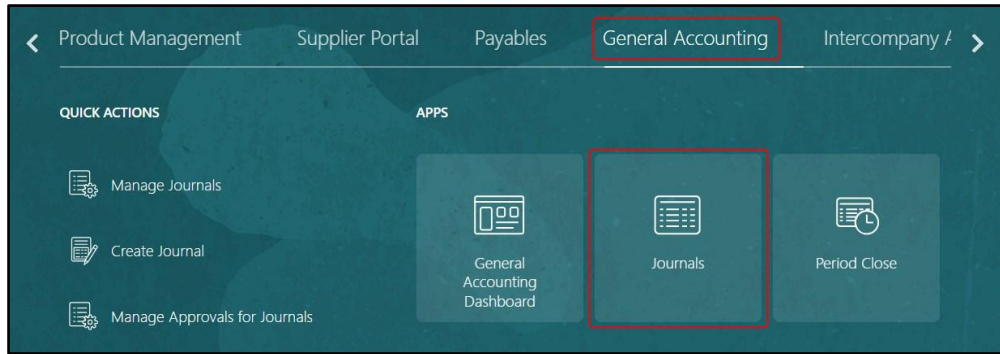 Product Management Supplier Portal Payables General Accounting Intercompany
QUICK ACTIONS APPS
Manage Journals
Create Journal
Manage Approvals for Journals
General
Accounting
Dashboard
Journals
Period Close